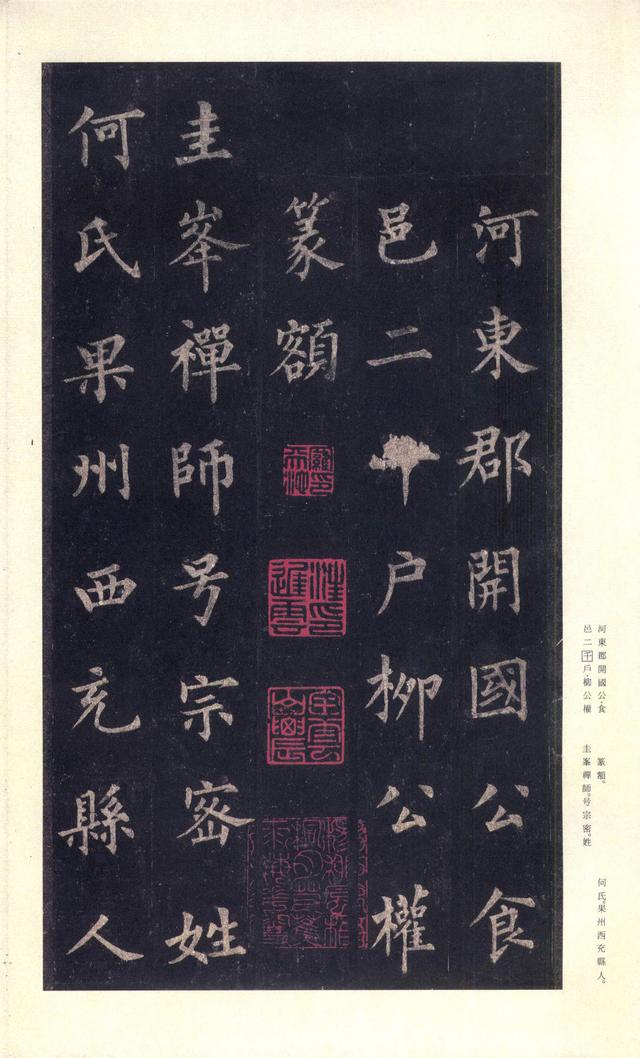 河東郡開國公食
邑二千户柳公權
篆額
圭峯禪師号宗密姓
何氏果州西充縣人
河東郡開國公食
邑二千戶柳公權
篆額。
圭峯禪師。号宗密。姓
何氏。果州西充縣人。